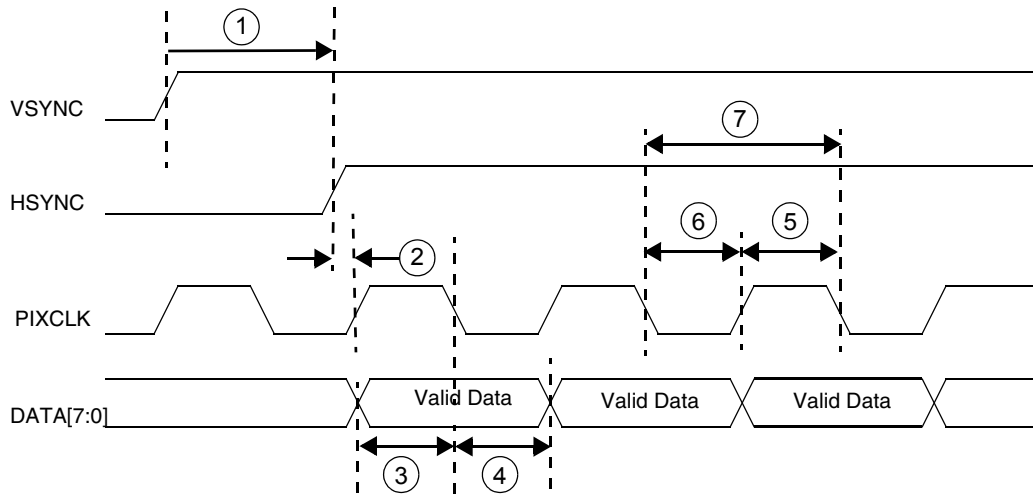 1
VSYNC
7
HSYNC
6
5
2
PIXCLK
Valid Data
Valid Data
Valid Data
DATA[7:0]
3
4